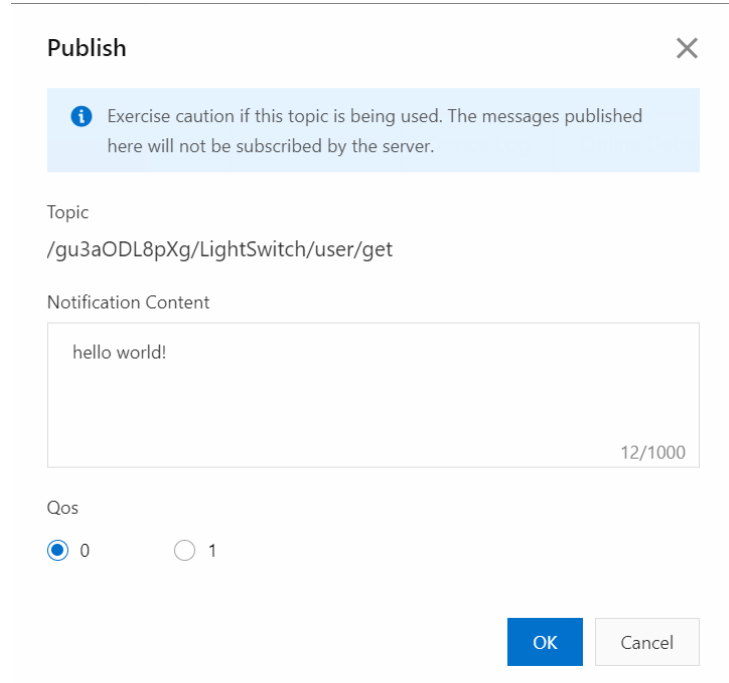 Publish
Exercise caution if this topic is being used. The messages published
here will not be subscribed by the server.
Topic
/gu3aODL8pXg/LightSwitch/user/get
Notification Content
hello world!
12/1000
Qos
0 1
OK Cancel